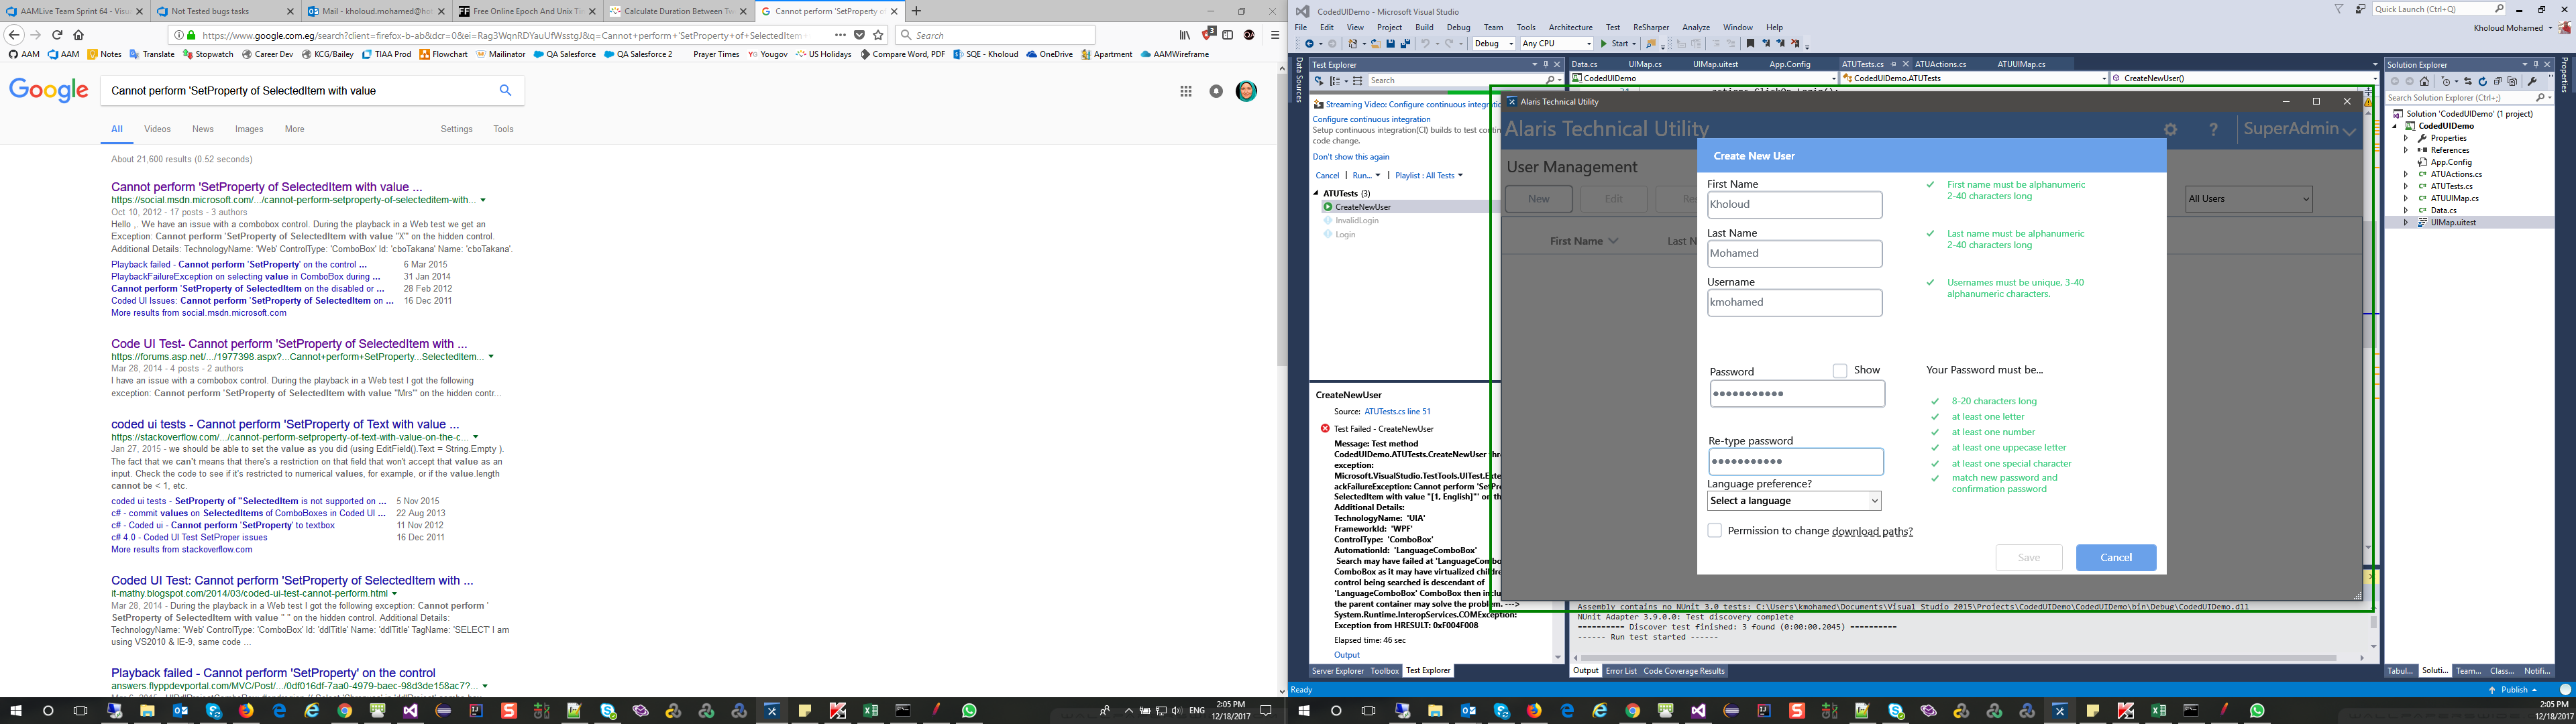 AAMLive Team Sprint 64 - Visu
Not Tested bugs tasks
Mail - kholoud.mohamed@ho
Free Online Epoch And Unix Tim
Calculate Duration Between Tw
Cannot perform 'SetProperty of
Search
AAM
AAM
Notes
Translate
Stopwatch
Career Dev
KCG/Bailey
TIAA Prod
Flowchart
Mailinator
QA Salesforce
QA Salesforce 2
Prayer Times
Yougov
US Holidays
Compare Word, PDF
SQE - Kholoud
OneDrive
Apartment
AAMWireframe
Google
Cannot perform 'SetProperty of SelectedItem with value
All
Videos
News
Images
More
Settings
Tools
About 21,600 results (0.52 seconds)
Cannot perform 'SetProperty of SelectedItem with value ...
https://social.msdn.microsoft.com/.../cannot-perform-setproperty-of-selecteditem-with...
Oct 10, 2012 - 17 posts - 3 authors
Hello ,. We have an issue with a combobox control. During the playback in a Web test we get an
Exception: Cannot perform 'SetProperty of SelectedItem with value "X"' on the hidden control.
Additional Details: TechnologyName: 'Web' ControlType: 'ComboBox' Id: 'cboTakana' Name: 'cboTakana'.
Playback failed - Cannot perform 'SetProperty' on the control ... 6 Mar 2015
PlaybackFailureException on selecting value in ComboBox during ... 31 Jan 2014
Cannot perform 'SetProperty of SelectedItem on the disabled or ... 28 Feb 2012
Coded UI Issues: Cannot perform 'SetProperty of SelectedItem on ... 16 Dec 2011
More results from social.msdn.microsoft.com
Code UI Test- Cannot perform 'SetProperty of SelectedItem with ...
https://forums.asp.net/.../1977398.aspx?...Cannot+perform+SetProperty...SelectedItem...
Mar 28, 2014 - 4 posts - 2 authors
I have an issue with a combobox control. During the playback in a Web test I got the following
exception: Cannot perform 'SetProperty of SelectedItem with value "Mrs"' on the hidden contr...
coded ui tests - Cannot perform 'SetProperty of Text with value ...
https://stackoverflow.com/.../cannot-perform-setproperty-of-text-with-value-on-the-c...
Jan 27, 2015 - we should be able to set the value as you did (using EditField().Text = String.Empty ).
The fact that we can't means that there's a restriction on that field that won't accept that value as an
input. Check the code to see if it's restricted to numerical values, for example, or if the value.length
cannot be < 1, etc.
coded ui tests - SetProperty of "SelectedItem is not supported on ... 5 Nov 2015
c# - commit values on SelectedItems of ComboBoxes in Coded UI ... 22 Aug 2013
c# - Coded ui - Cannot perform 'SetProperty' to textbox 11 Nov 2012
c# 4.0 - Coded UI Test SetProper issues 16 Dec 2011
More results from stackoverflow.com
Coded UI Test: Cannot perform 'SetProperty of SelectedItem with ...
it-mathy.blogspot.com/2014/03/coded-ui-test-cannot-perform.html
Mar 28, 2014 - During the playback in a Web test I got the following exception: Cannot perform '
SetProperty of SelectedItem with value " " on the hidden control. Additional Details:
TechnologyName: 'Web' ControlType: 'ComboBox' Id: 'ddlTitle' Name: 'ddlTitle' TagName: 'SELECT' I am
using VS2010 & IE-9, same code ...
Playback failed - Cannot perform 'SetProperty' on the control
answers.flyppdevportal.com/MVC/Post/.../0df016df-7aa0-4979-baec-98d3de158ac7?...
ENG
2:05 PM
12/18/2017
CodedUIDemo - Microsoft Visual Studio
Quick Launch (Ctrl+Q)
File
Edit
View
Project
Build
Debug
Team
Tools
Architecture
Test
ReSharper
Analyze
Window
Help
Kholoud Mohamed
Debug
Any CPU
Start
Data Sources
Test Explorer
Search
Streaming Video: Configure continuous integratio
Configure continuous integration
Setup continuous integration(CI) builds to test contin
code change.
Don't show this again
Cancel
Run...
Playlist : All Tests
ATUTests (3)
CreateNewUser
InvalidLogin
Login
CreateNewUser
Source: ATUTests.cs line 51
Test Failed - CreateNewUser
Message: Test method
CodedUIDemo.ATUTests.CreateNewUser thr
exception:
Microsoft.VisualStudio.TestTools.UITest.Exte
ackFailureException: Cannot perform 'SetPr
SelectedItem with value "[1, English]"' on th
Additional Details:
TechnologyName: 'UIA'
FrameworkId: 'WPF'
ControlType: 'ComboBox'
AutomationId: 'LanguageComboBox'
Search may have failed at 'LanguageCombo
ComboBox as it may have virtualized childre
control being searched is descendant of
'LanguageComboBox' ComboBox then inclu
the parent container may solve the problem. --->
System.Runtime.InteropServices.COMException:
Exception from HRESULT: 0xF004F008
Elapsed time: 46 sec
Output
Server Explorer
Toolbox
Test Explorer
Data.cs
UIMap.cs
UIMap.uitest
App.Config
ATUTests.cs
ATUActions.cs
ATUUIMap.cs
CodedUIDemo
CodedUIDemo.ATUTests
CreateNewUser()
Alaris Technical Utility
Alaris Technical Utility
SuperAdmin
User Management
New
Edit
All Users
First Name
Create New User
First Name
Kholoud
First name must be alphanumeric
2-40 characters long
Last Name
Mohamed
Last name must be alphanumeric
2-40 characters long
Username
kmohamed
Usernames must be unique, 3-40
alphanumeric characters.
Password
Show
Your Password must be...
8-20 characters long
at least one letter
at least one number
at least one uppecase letter
at least one special character
match new password and
confirmation password
Re-type password
Language preference?
Select a language
Permission to change download paths?
Save
Cancel
Assembly contains no NUnit 3.0 tests: C:\Users\kmohamed\Documents\Visual Studio 2015\Projects\CodedUIDemo\CodedUIDemo\bin\Debug\CodedUIDemo.dll
NUnit Adapter 3.9.0.0: Test discovery complete
========== Discover test finished: 3 found (0:00:00.2045) ==========
------ Run test started ------
Output
Error List
Code Coverage Results
Solution Explorer
Search Solution Explorer (Ctrl+;)
Solution 'CodedUIDemo' (1 project)
CodedUIDemo
Properties
References
App.Config
ATUActions.cs
ATUTests.cs
ATUUIMap.cs
Data.cs
UIMap.uitest
Properties
Tabul...
Soluti...
Team...
Class...
Notifi...
Ready
Publish
2:05 PM
12/18/2017